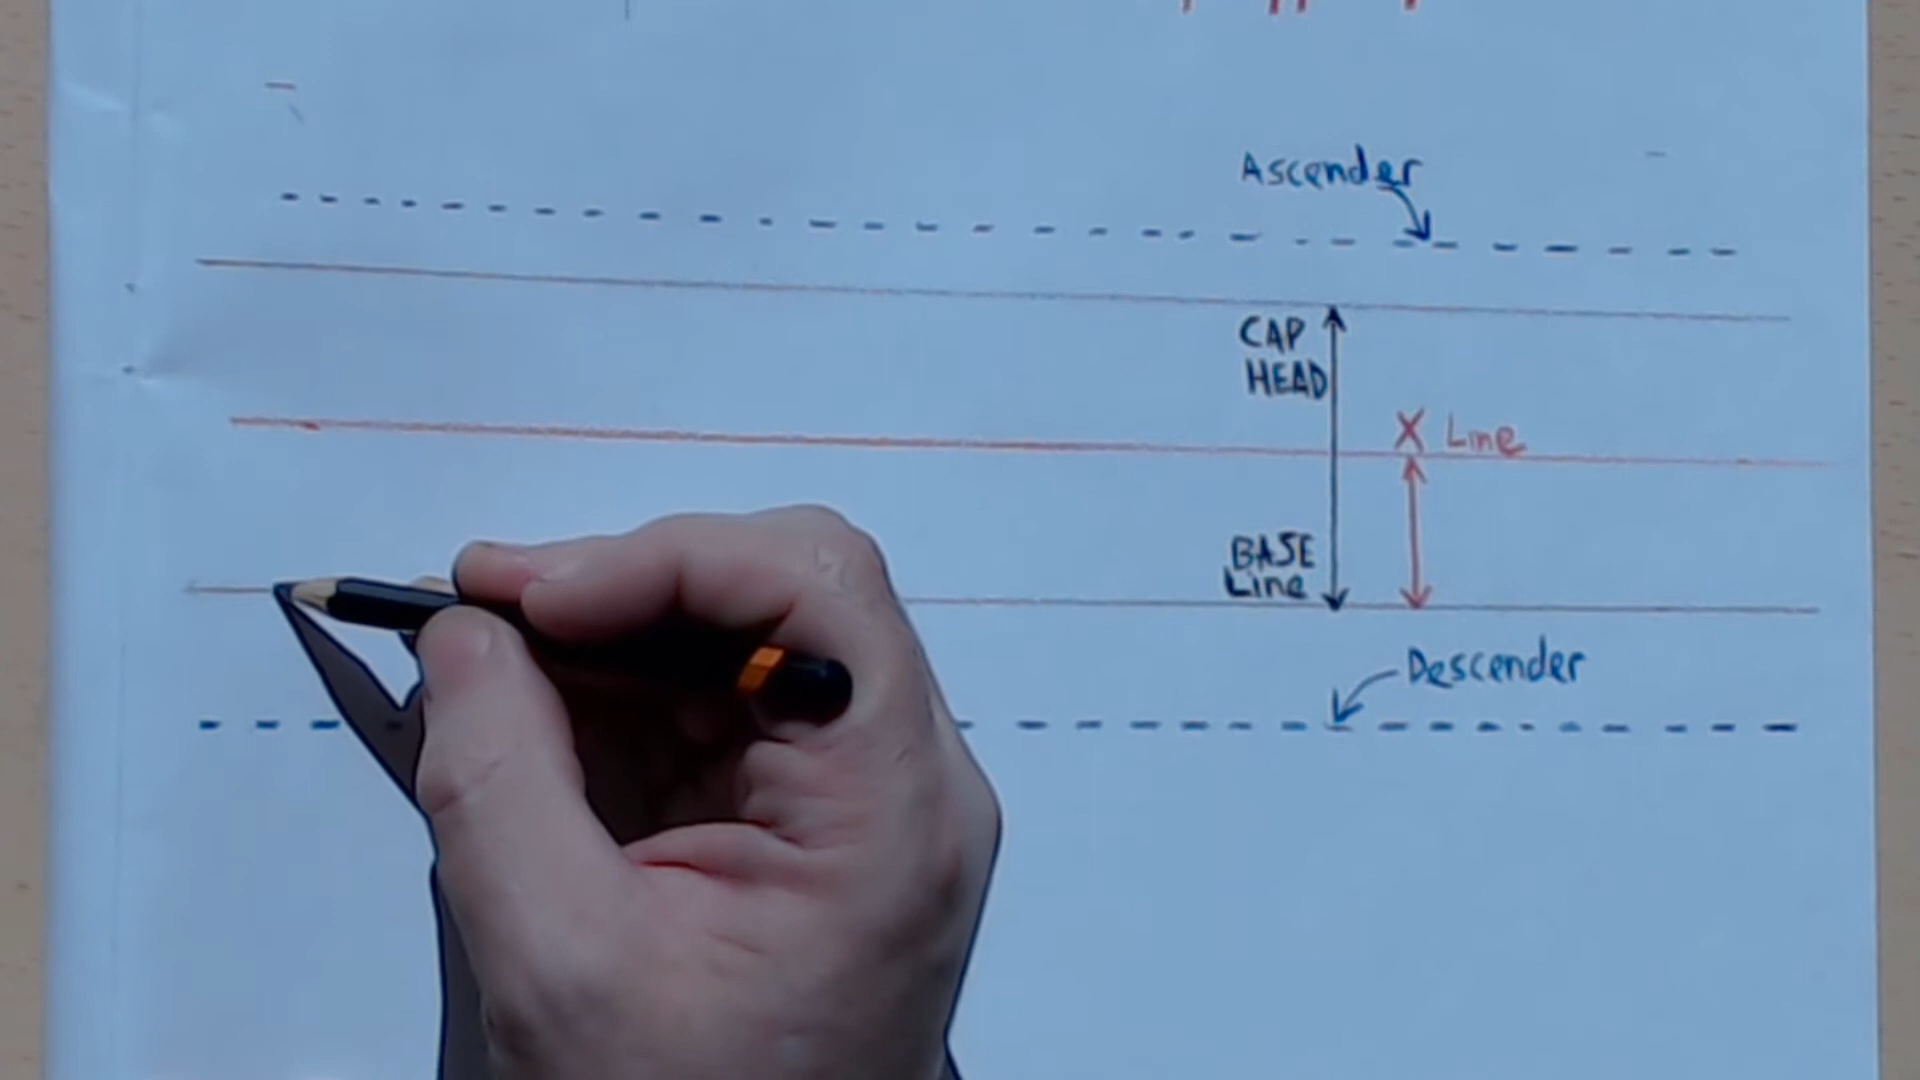 Ascender
CAP
HEAD
X Line
BASE
Line
Descender